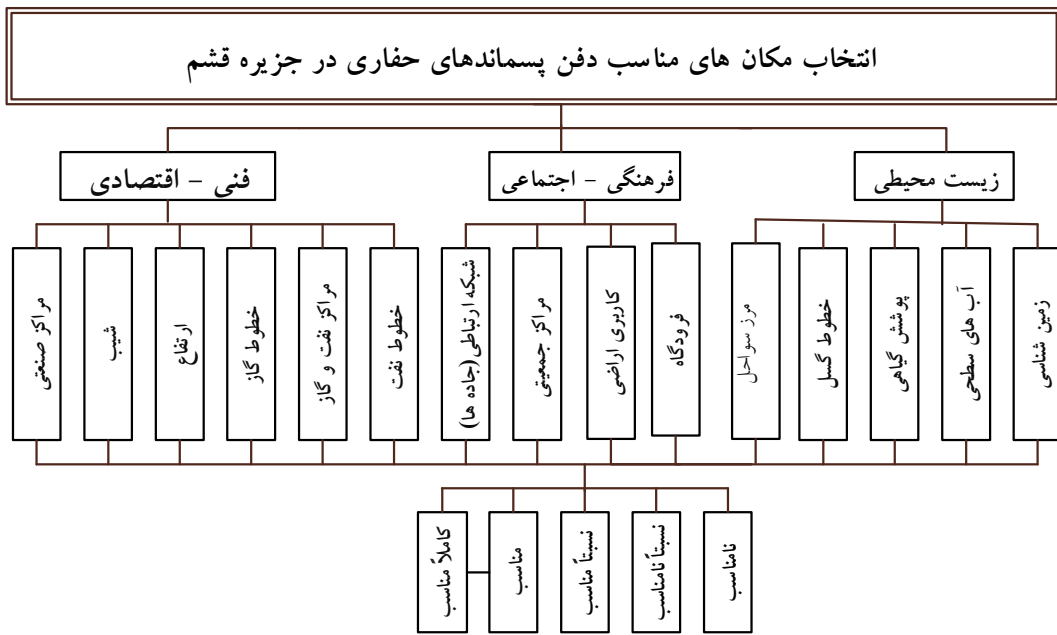 انتخاب مکان های مناسب دفن پسماندهای حفاری در جزیره قشم
زیست محیطی
فرهنگی - اجتماعی
فنی - اقتصادی
زمین شناسی
آب های سطحی
پوشش گیاهی
خطوط گسل
مرز سواحل
فرودگاه
کاربری اراضی
مراکز جمعیتی
شبکه ارتباطی (جاده ها)
خطوط نفت
مراکز نفت و گاز
خطوط گاز
ارتفاع
شیب
مراکز صنعتی
نامناسب
نسبتاً نامناسب
نسبتاً مناسب
مناسب
کاملاً مناسب